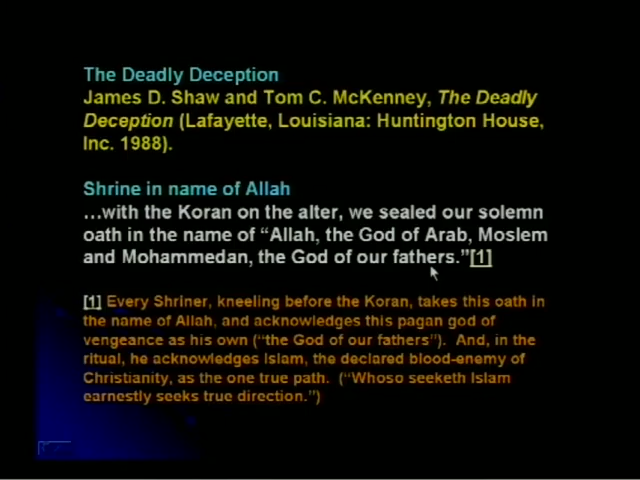 The Deadly Deception
James D. Shaw and Tom C. McKenney, The Deadly
Deception (Lafayette, Louisiana: Huntington House,
Inc. 1988).
Shrine in name of Allah
…with the Koran on the alter, we sealed our solemn
oath in the name of “Allah, the God of Arab, Moslem
and Mohammedan, the God of our fathers.”[1]
[1] Every Shriner, kneeling before the Koran, takes this oath in
the name of Allah, and acknowledges this pagan god of
vengeance as his own (“the God of our fathers”). And, in the
ritual, he acknowledges Islam, the declared blood-enemy of
Christianity, as the one true path. (“Whoso seeketh Islam
earnestly seeks true direction.”)